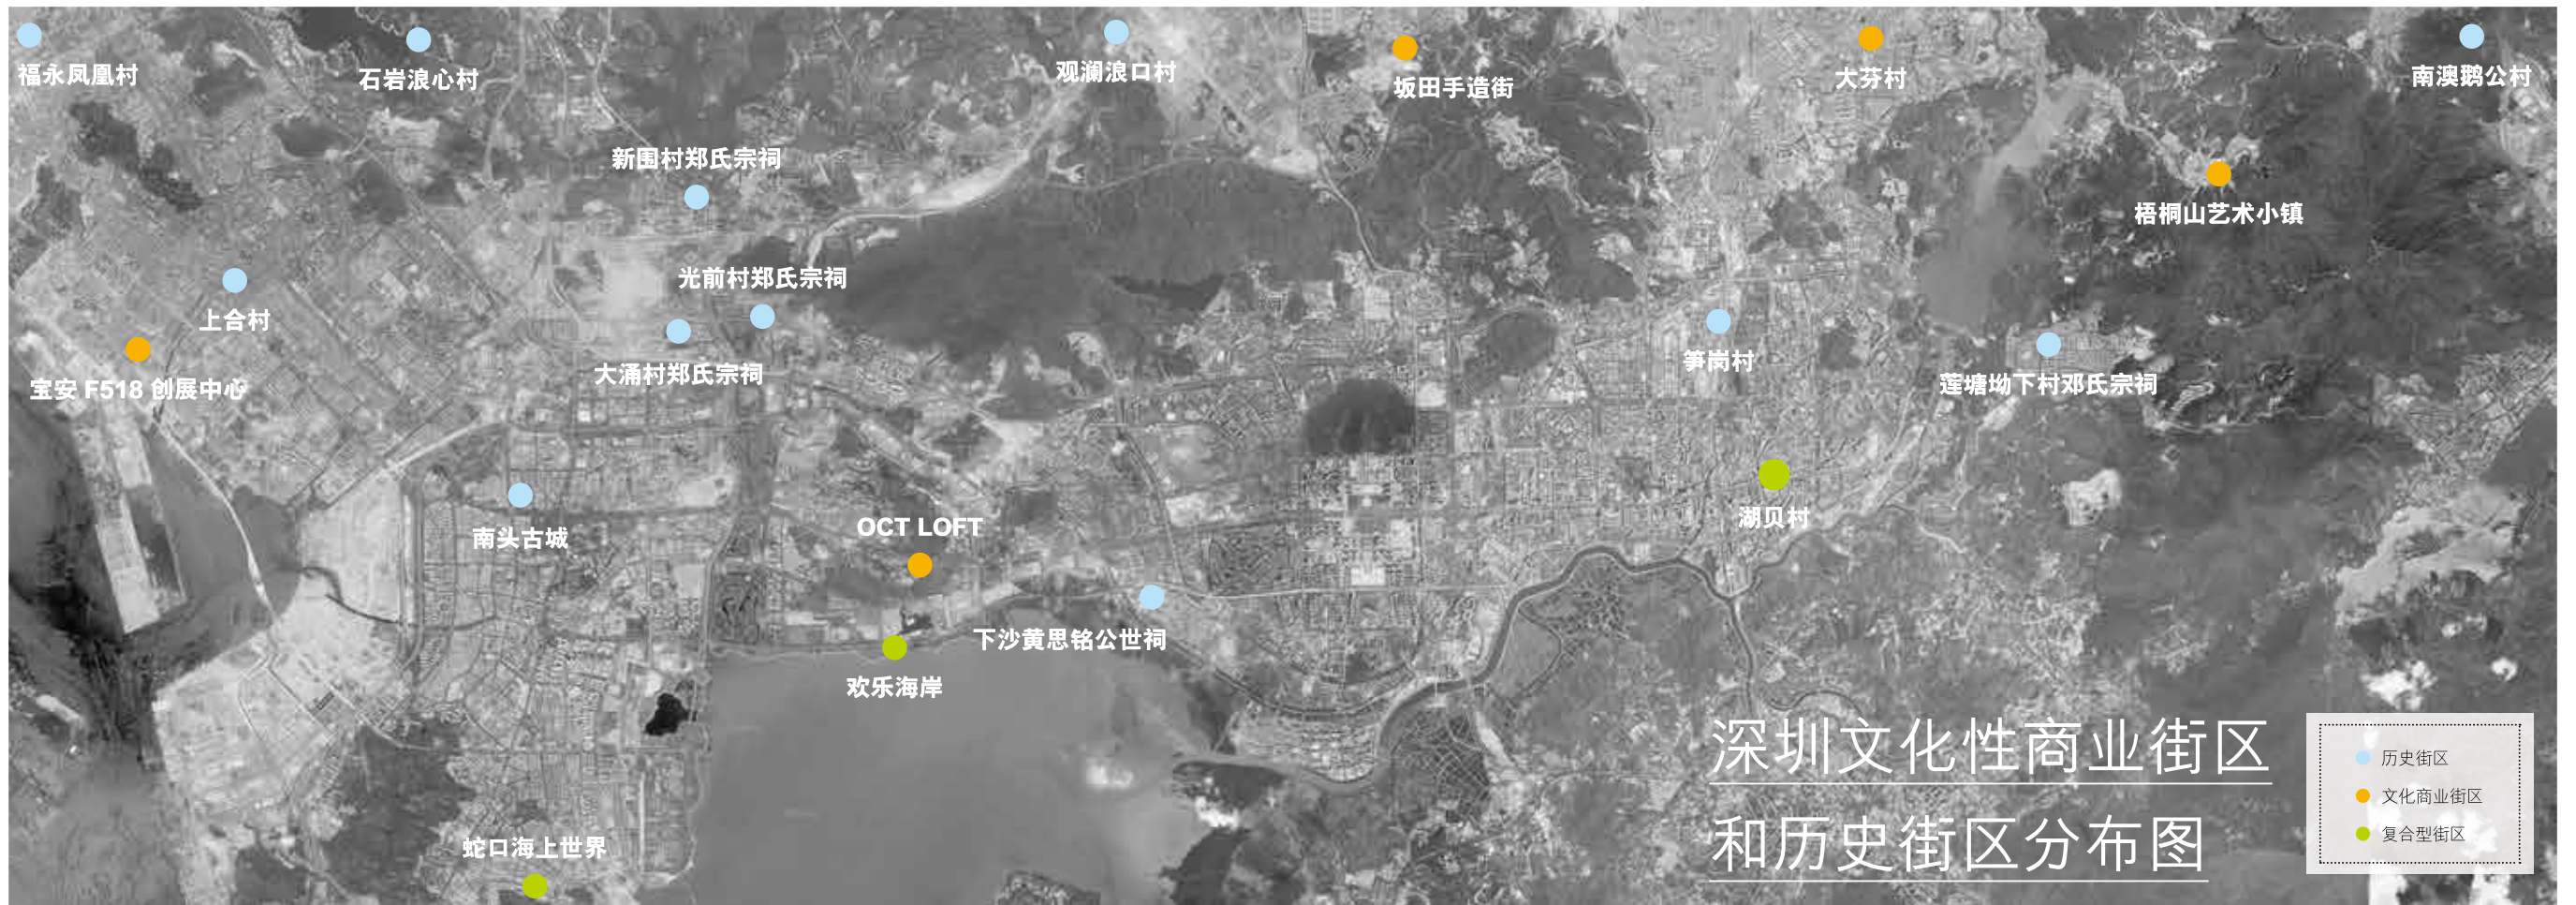 福永凤凰村
石岩浪心村
观澜浪口村
坂田手造街
大芬村
南澳鹅公村
新围村郑氏宗祠
梧桐山艺术小镇
光前村郑氏宗祠
上合村
大涌村郑氏宗祠
笋岗村
宝安 F518 创展中心
莲塘坳下村邓氏宗祠
湖贝村
南头古城
OCT LOFT
下沙黄思铭公世祠
欢乐海岸
蛇口海上世界
深圳文化性商业街区
和历史街区分布图
历史街区
文化商业街区
复合型街区